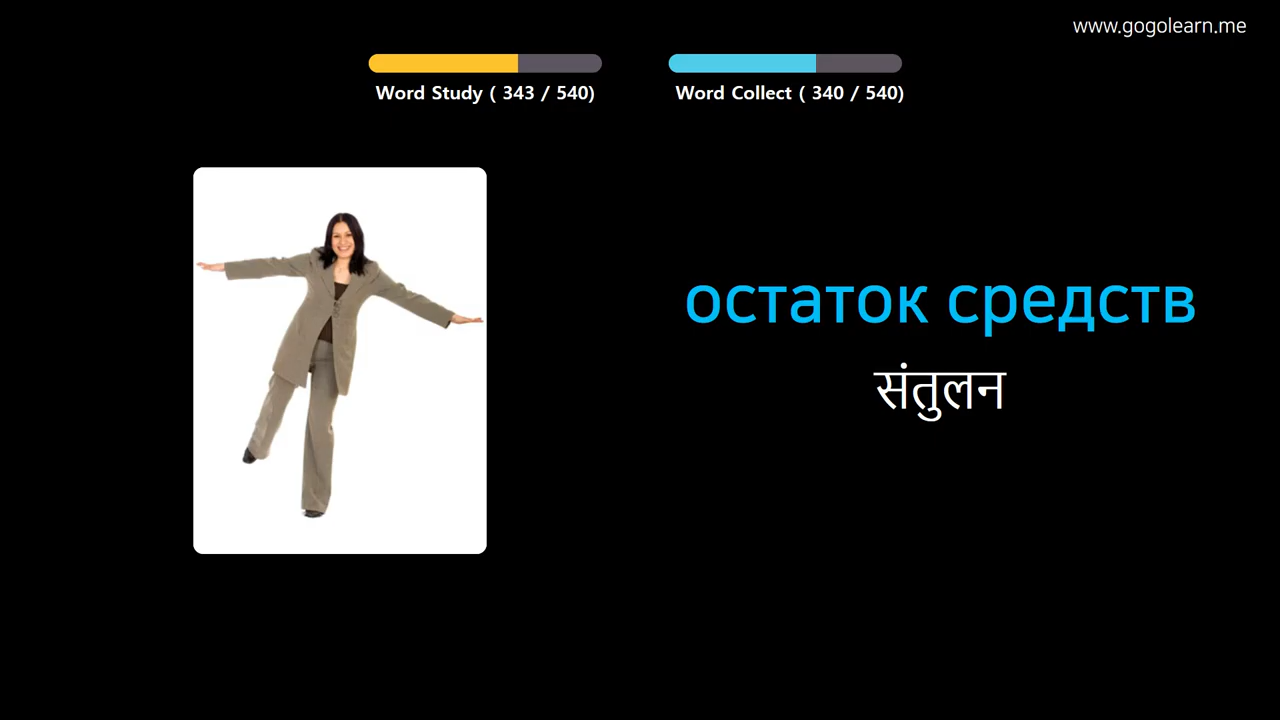 www.gogolearn.me
Word Study ( 343 / 540)
Word Collect ( 340 / 540)
остаток средств
संतुलन